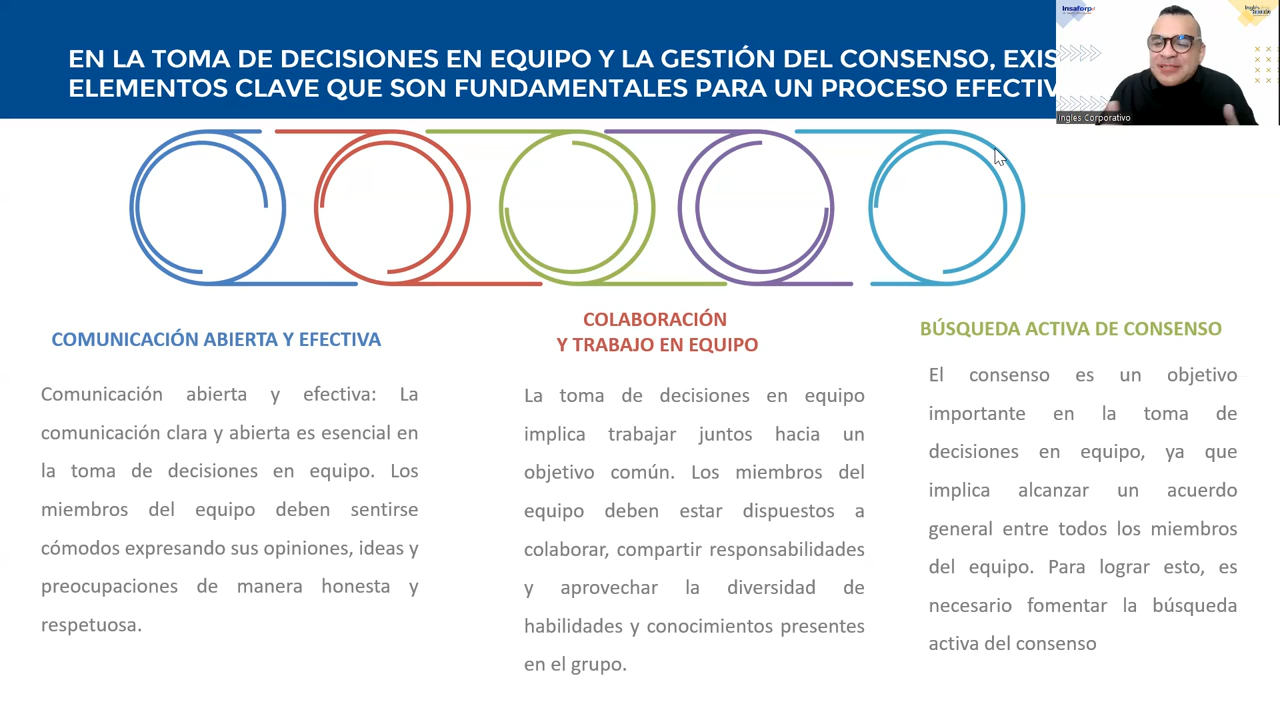 EN LA TOMA DE DECISIONES EN EQUIPO Y LA GESTIÓN DEL CONSENSO, EXIS
ELEMENTOS CLAVE QUE SON FUNDAMENTALES PARA UN PROCESO EFECTIV
Insaforp
Ingles Corporativo
COMUNICACIÓN ABIERTA Y EFECTIVA
Comunicación abierta y efectiva: La
comunicación clara y abierta es esencial en
la toma de decisiones en equipo. Los
miembros del equipo deben sentirse
cómodos expresando sus opiniones, ideas y
preocupaciones de manera honesta y
respetuosa.
COLABORACIÓN
Y TRABAJO EN EQUIPO
La toma de decisiones en equipo
implica trabajar juntos hacia un
objetivo común. Los miembros del
equipo deben estar dispuestos a
colaborar, compartir responsabilidades
y aprovechar la diversidad de
habilidades y conocimientos presentes
en el grupo.
BÚSQUEDA ACTIVA DE CONSENSO
El consenso es un objetivo
importante en la toma de
decisiones en equipo, ya que
implica alcanzar un acuerdo
general entre todos los miembros
del equipo. Para lograr esto, es
necesario fomentar la búsqueda
activa del consenso